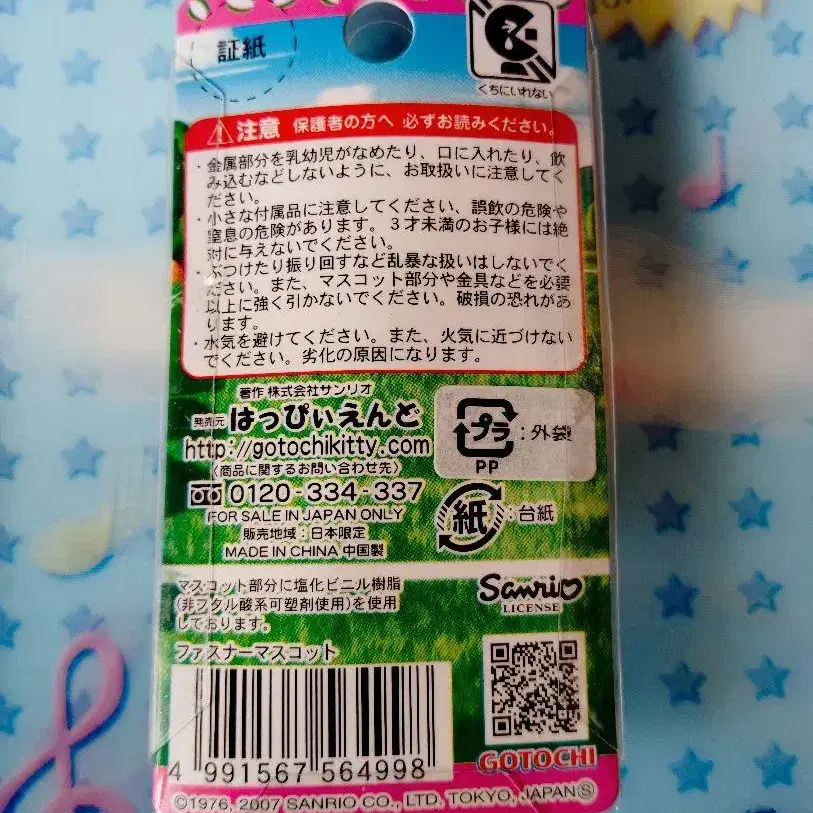 証紙
くちにいれない
注意 保護者の方へ 必ずお読みください。
・金属部分を乳幼児がなめたり、口に入れたり、飲
み込むなどしないように、お取扱いに注意してく
ださい。
・小さな付属品に注意してください、誤飲の危険や
窒息の危険があります。3才未満のお子様には絶
対に与えないでください。
・ぶつけたり振り回すなど乱暴な扱いはしないでく
ださい。また、マスコット部分や金具などを必要
以上に強く引かないでください。破損の恐れがあ
ります。
・水気を避けてください。また、火気に近づけない
でください。劣化の原因になります。
著作 株式会社サンリオ
発売元 はっぴぃえんど
http://gotochikitty.com
〈商品に関するお問い合わせ先〉
0120-334-337
FOR SALE IN JAPAN ONLY
販売地域:日本限定
MADE IN CHINA 中国製
プラ :外袋
PP
紙 :台紙
マスコット部分に塩化ビニル樹脂
(非フタル酸系可塑剤使用)を使用
しております。
Sanrio
LICENSE
ファスナーマスコット
4 991567 564998
GOTOCHI
©1976, 2007 SANRIO CO., LTD. TOKYO, JAPAN Ⓢ